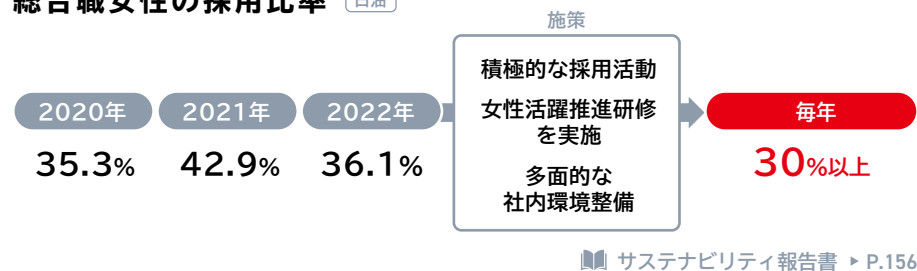 総合職女性の採用比率 日油
施策
積極的な採用活動
女性活躍推進研修
を実施
多面的な
社内環境整備
2020年 2021年 2022年 毎年
35.3% 42.9% 36.1% 30%以上
サステナビリティ報告書 ▶ P.156